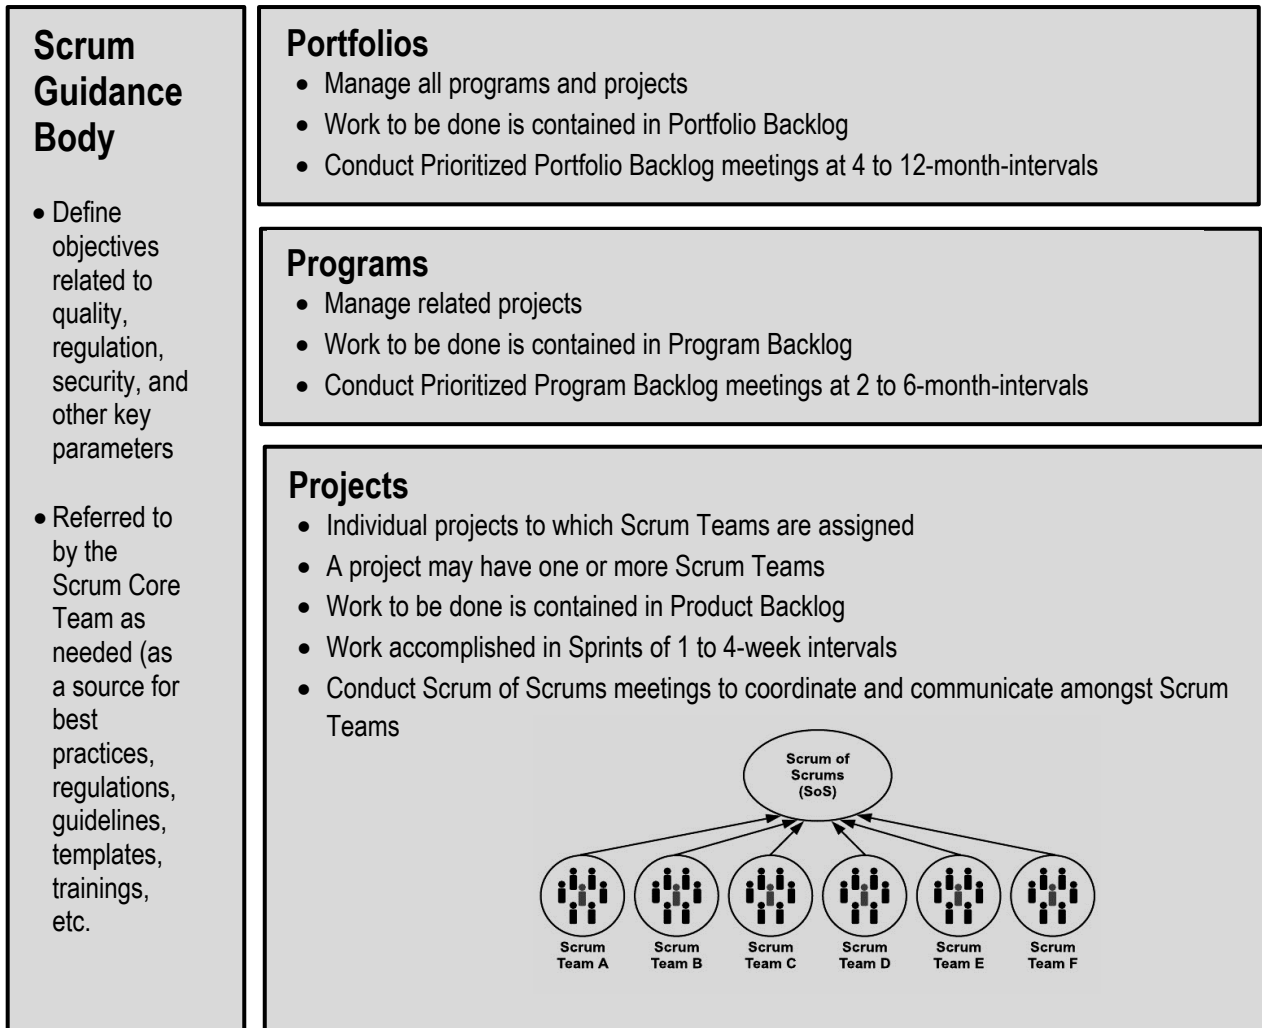 Scrum
Guidance
Body
• Define
objectives
related to
quality,
regulation,
security, and
other key
parameters
• Referred to
by the
Scrum Core
Team as
needed (as
a source for
best
practices,
regulations,
guidelines,
templates,
trainings,
etc.
Portfolios
• Manage all programs and projects
• Work to be done is contained in Portfolio Backlog
• Conduct Prioritized Portfolio Backlog meetings at 4 to 12-month-intervals
Programs
• Manage related projects
• Work to be done is contained in Program Backlog
• Conduct Prioritized Program Backlog meetings at 2 to 6-month-intervals
Projects
• Individual projects to which Scrum Teams are assigned
• A project may have one or more Scrum Teams
• Work to be done is contained in Product Backlog
• Work accomplished in Sprints of 1 to 4-week intervals
• Conduct Scrum of Scrums meetings to coordinate and communicate amongst Scrum
Teams
Scrum of
Scrums
(SoS)
Scrum
Team A
Scrum
Team B
Scrum
Team C
Scrum
Team D
Scrum
Team E
Scrum
Team F